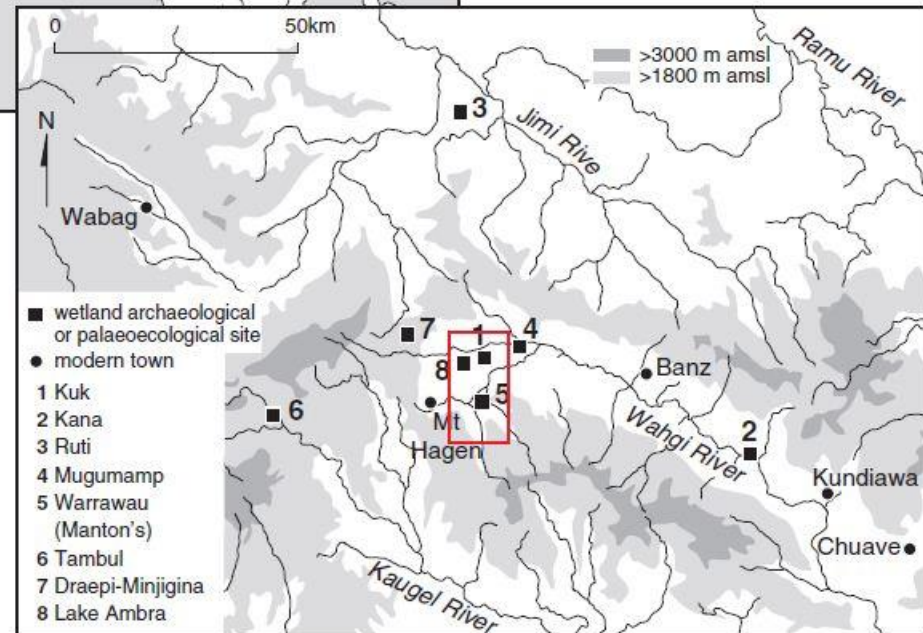 0 50km
>3000 m amsl
>1800 m amsl
Ramu River
N
3
Jimi Rive
Wabag
wetland archaeological
or palaeoecological site
modern town
1 Kuk
2 Kana
3 Ruti
4 Mugumamp
5 Warrawau
(Manton's)
6 Tambul
7 Draepi-Minjigina
8 Lake Ambra
7
1
4
8
Banz
5
6
Mt
Hagen
Wahgi River
2
Kundiawa
Chuave
Kaugel River